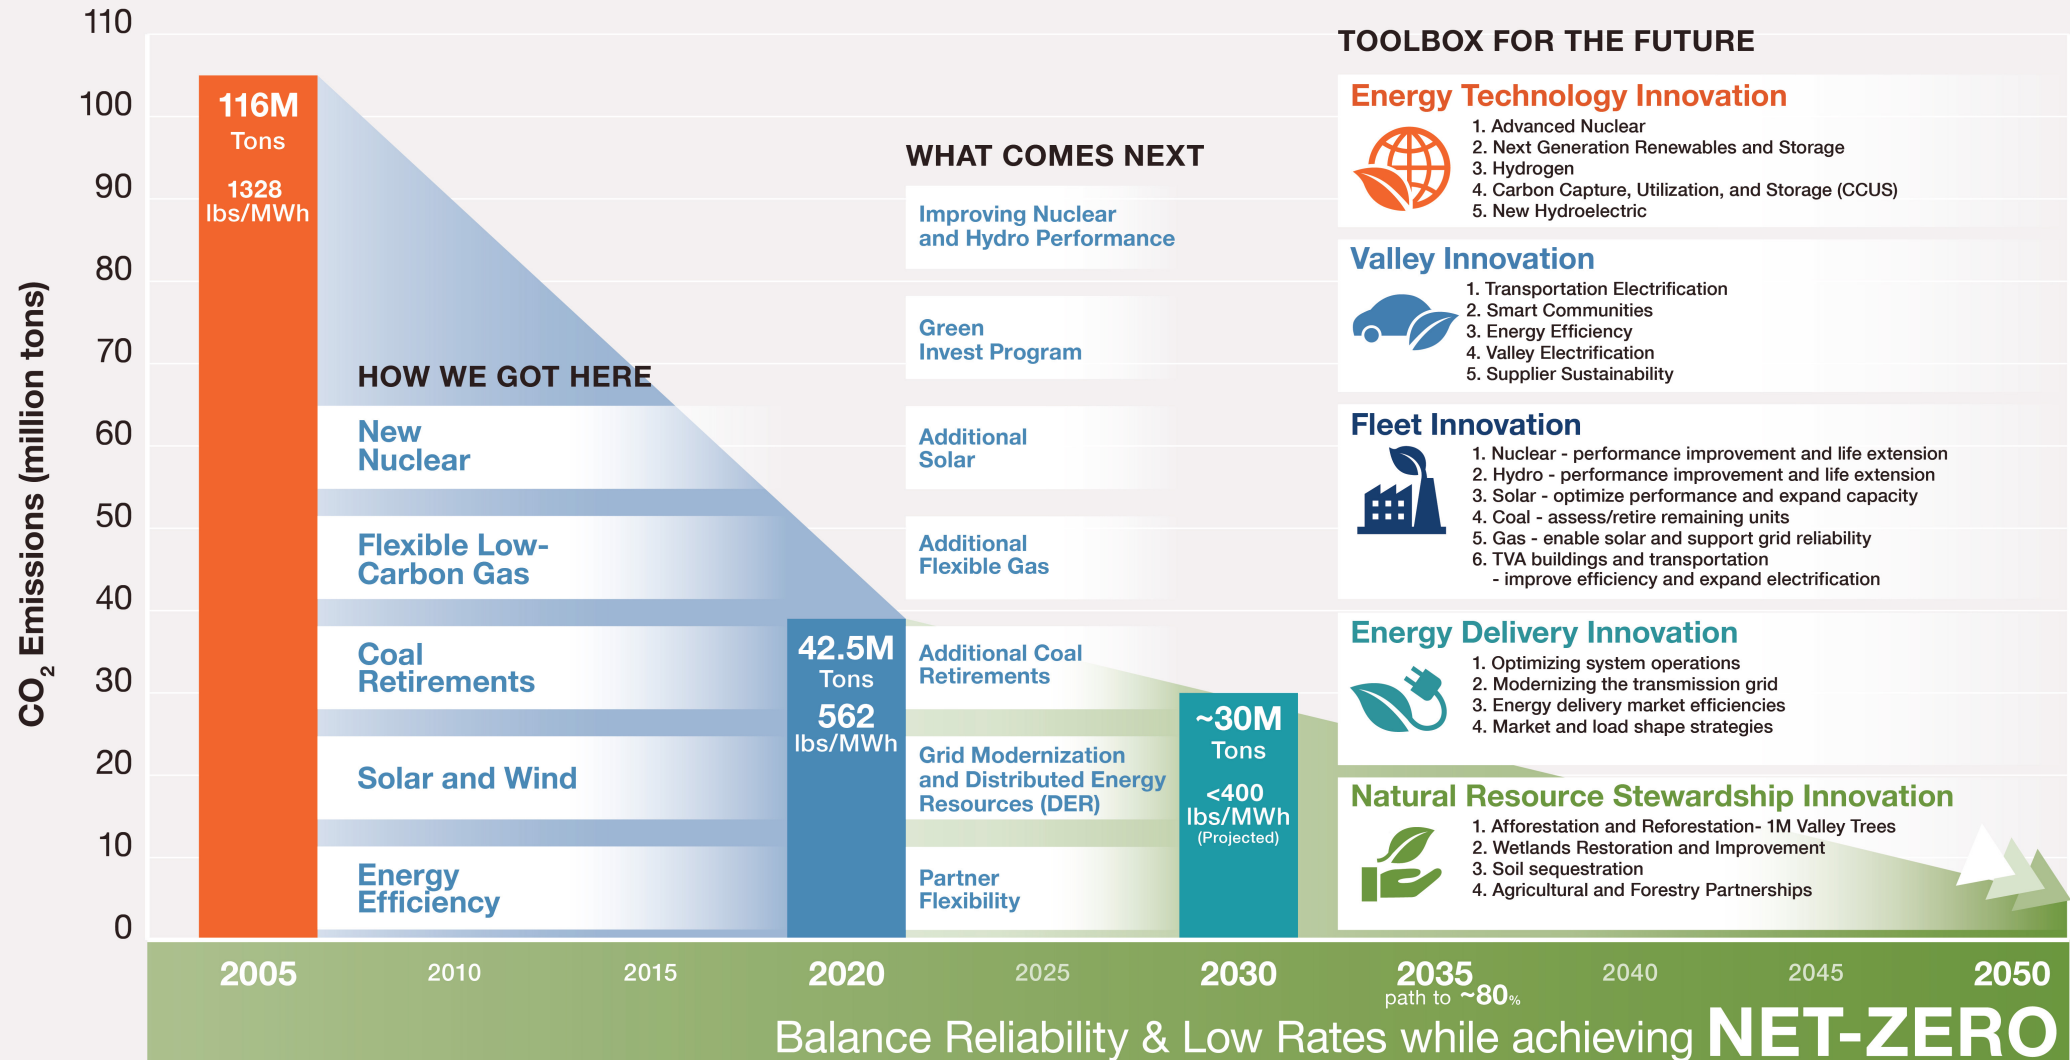 CO2 Emissions (million tons)
110
100
90
80
70
60
50
40
30
20
10
0
116M
Tons
1328
lbs/MWh
HOW WE GOT HERE
New
Nuclear
Flexible Low-
Carbon Gas
Coal
Retirements
Solar and Wind
Energy
Efficiency
42.5M
Tons
562
lbs/MWh
WHAT COMES NEXT
Improving Nuclear
and Hydro Performance
Green
Invest Program
Additional
Solar
Additional
Flexible Gas
Additional Coal
Retirements
Grid Modernization
and Distributed Energy
Resources (DER)
Partner
Flexibility
~30M
Tons
<400
lbs/MWh
(Projected)
TOOLBOX FOR THE FUTURE
Energy Technology Innovation
1. Advanced Nuclear
2. Next Generation Renewables and Storage
3. Hydrogen
4. Carbon Capture, Utilization, and Storage (CCUS)
5. New Hydroelectric
Valley Innovation
1. Transportation Electrification
2. Smart Communities
3. Energy Efficiency
4. Valley Electrification
5. Supplier Sustainability
Fleet Innovation
1. Nuclear - performance improvement and life extension
2. Hydro - performance improvement and life extension
3. Solar - optimize performance and expand capacity
4. Coal - assess/retire remaining units
5. Gas - enable solar and support grid reliability
6. TVA buildings and transportation
- improve efficiency and expand electrification
Energy Delivery Innovation
1. Optimizing system operations
2. Modernizing the transmission grid
3. Energy delivery market efficiencies
4. Market and load shape strategies
Natural Resource Stewardship Innovation
1. Afforestation and Reforestation- 1M Valley Trees
2. Wetlands Restoration and Improvement
3. Soil sequestration
4. Agricultural and Forestry Partnerships
2005 2010 2015 2020 2025 2030 2035 2040 2045 2050
path to ~80%
Balance Reliability & Low Rates while achieving NET-ZERO